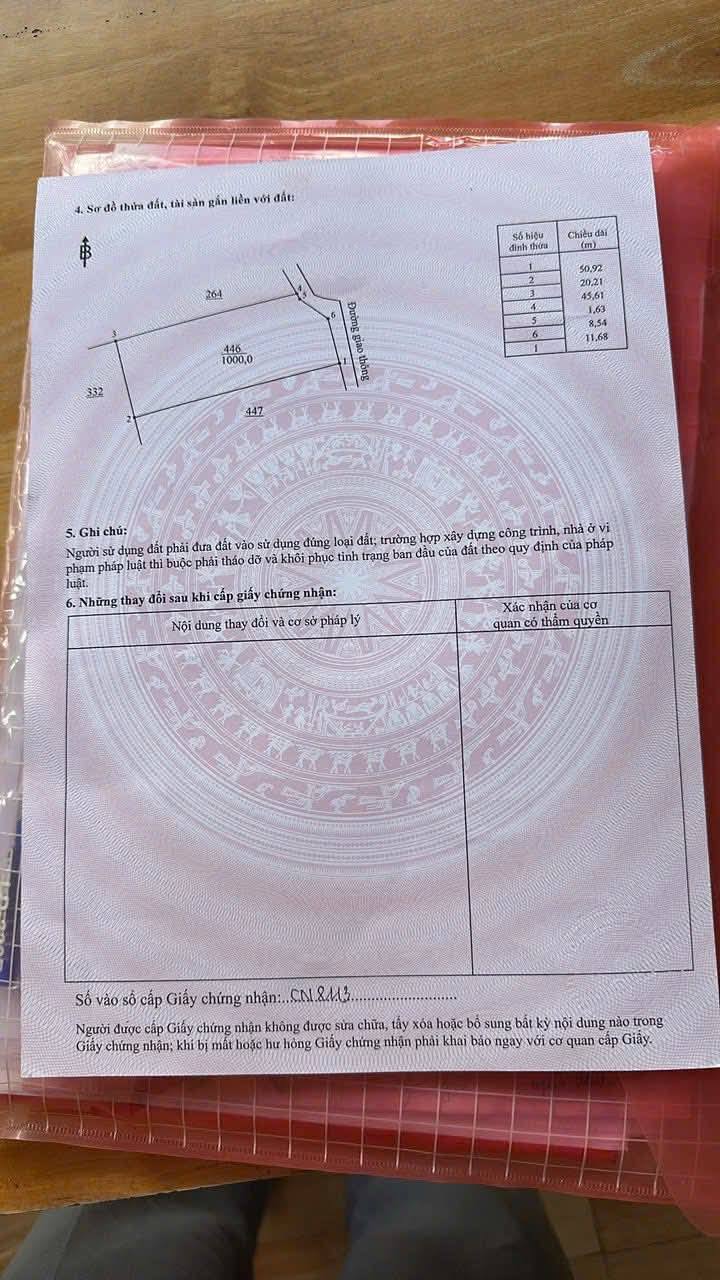 4. Sơ đồ thửa đất, tài sản gắn liền với đất:
B
Số hiệu đỉnh thửa Chiều dài (m)
1
50,92
2
20,21
3
45,61
4
1,63
5
8,54
6
11,68
1
264
4
5
6
3
446
1000,0
Đường giao thông
1
332
2
447
5. Ghi chú:
Người sử dụng đất phải đưa đất vào sử dụng đúng loại đất; trường hợp xây dựng công trình, nhà ở vi
phạm pháp luật thì buộc phải tháo dỡ và khôi phục tình trạng ban đầu của đất theo quy định của pháp
luật.
6. Những thay đổi sau khi cấp giấy chứng nhận:
Nội dung thay đổi và cơ sở pháp lý
Xác nhận của cơ
quan có thẩm quyền
Số vào sổ cấp Giấy chứng nhận:..CN8113..........................
Người được cấp Giấy chứng nhận không được sửa chữa, tẩy xóa hoặc bổ sung bất kỳ nội dung nào trong
Giấy chứng nhận; khi bị mất hoặc hư hỏng Giấy chứng nhận phải khai báo ngay với cơ quan cấp Giấy.